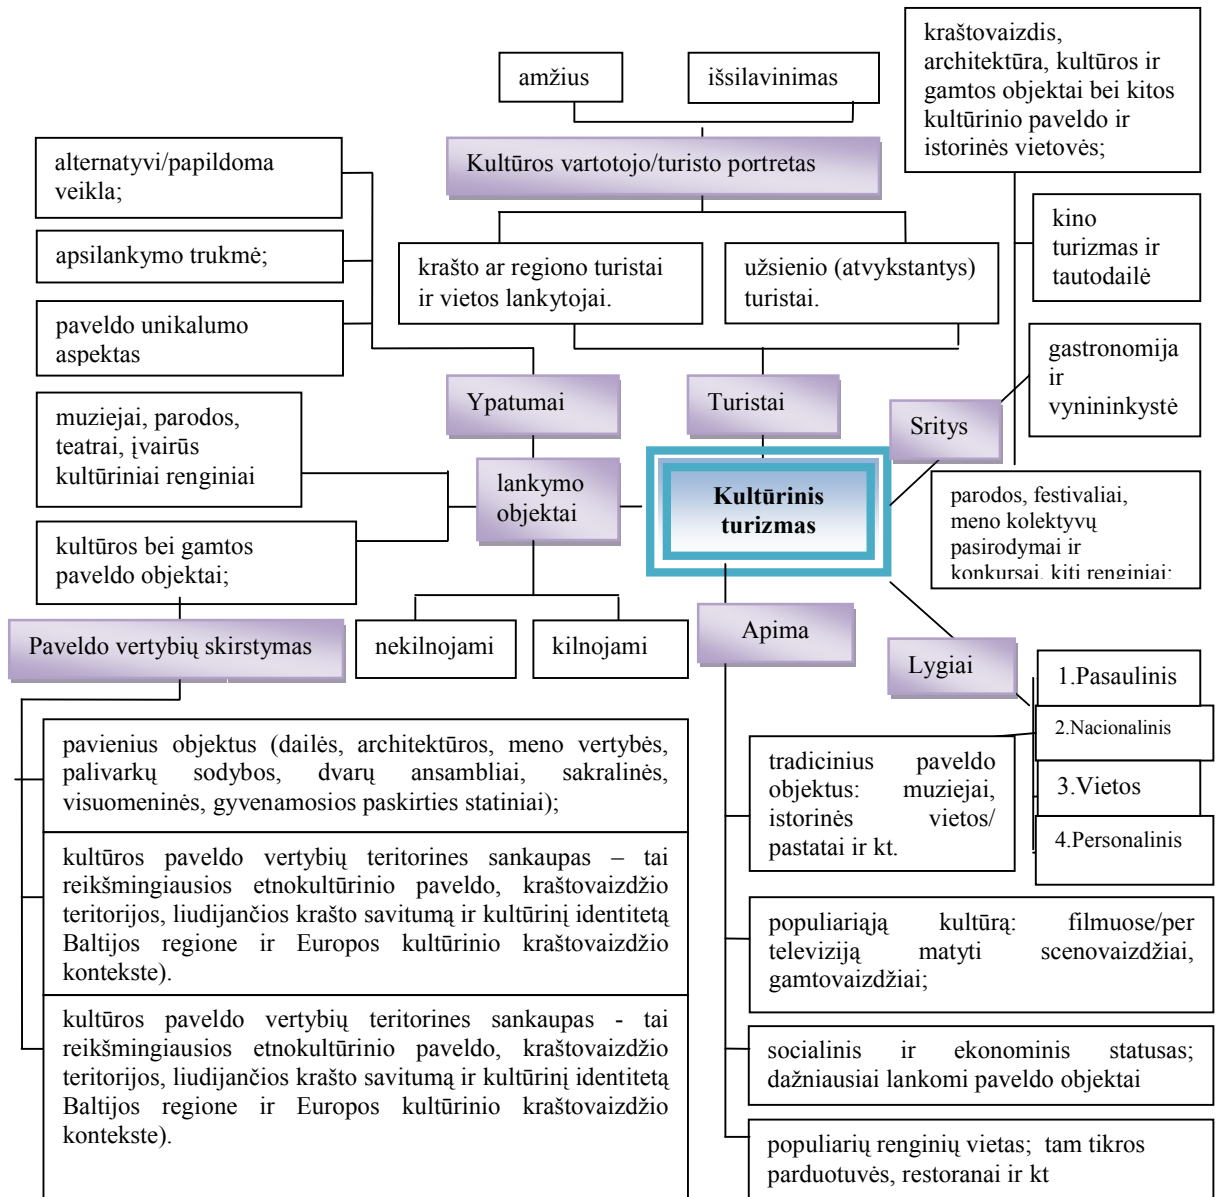 kraštovaizdis,
architektūra, kultūros ir
gamtos objektai bei kitos
kultūrinio paveldo ir
istorinės vietovės;
amžius
išsilavinimas
Kultūros vartotojo/turisto portretas
alternatyvi/papildoma
veikla;
apsilankymo trukmė;
paveldo unikalumo
aspektas
krašto ar regiono turistai
ir vietos lankytojai.
užsienio (atvykstantys)
turistai.
kino
turizmas ir
tautodailė
gastronomija
ir
vynininkystė
Ypatumai
Turistai
Sritys
muziejai, parodos,
teatrai, įvairūs
kultūriniai renginiai
lankymo
objektai
Kultūrinis
turizmas
parodos, festivaliai,
meno kolektyvų
pasirodymai ir
konkursai, kiti renginiai;
kultūros bei gamtos
paveldo objektai;
Paveldo vertybių skirstymas
nekilnojami
kilnojami
Apima
Lygiai
1.Pasaulinis
2.Nacionalinis
3.Vietos
4.Personalinis
pavienius objektus (dailės, architektūros, meno vertybės,
palivarkų sodybos, dvarų ansambliai, sakralinės,
visuomeninės, gyvenamosios paskirties statiniai);
kultūros paveldo vertybių teritorines sankaupas – tai
reikšmingiausios etnokultūrinio paveldo, kraštovaizdžio
teritorijos, liudijančios krašto savitumą ir kultūrinį identitetą
Baltijos regione ir Europos kultūrinio kraštovaizdžio
kontekste).
kultūros paveldo vertybių teritorines sankaupas - tai
reikšmingiausios etnokultūrinio paveldo, kraštovaizdžio
teritorijos, liudijančios krašto savitumą ir kultūrinį identitetą
Baltijos regione ir Europos kultūrinio kraštovaizdžio
kontekste).
tradicinius paveldo
objektus: muziejai,
istorinės vietos/
pastatai ir kt.
populiariąją kultūrą: filmuose/per
televiziją matyti scenovaizdžiai,
gamtovaizdžiai;
socialinis ir ekonominis statusas;
dažniausiai lankomi paveldo objektai
populiarių renginių vietas; tam tikros
parduotuvės, restoranai ir kt